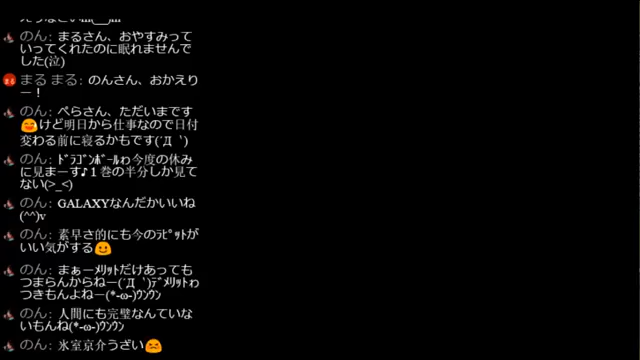 のん: まるさん、おやすみって
いってくれたのに眠れませんで
した(泣)
まる まる: のんさん、おかえり
ー！
のん: ぺらさん、ただいまです
😊けど明日から仕事なので日付
変わる前に寝るかもです(´Д｀)
のん: ﾄﾞﾗｺﾞﾝﾎﾞｰﾙゎ今度の休み
に見まーす♪１巻の半分しか見て
ない(>_<)
のん: GALAXYなんだかいいね
(^^)v
のん: 素早さ的にも今のﾗﾋﾟｯﾄが
いい気がする🙂
のん: まぁーﾒﾘｯﾄだけあっても
つまらんからねー(´Д｀)ﾃﾞﾒﾘｯﾄゎ
つきもんよねー(*-ω-)ｳﾝｳﾝ
のん: 人間にも完璧なんていな
いもんね(*-ω-)ｳﾝｳﾝ
のん: 氷室京介うざい😖